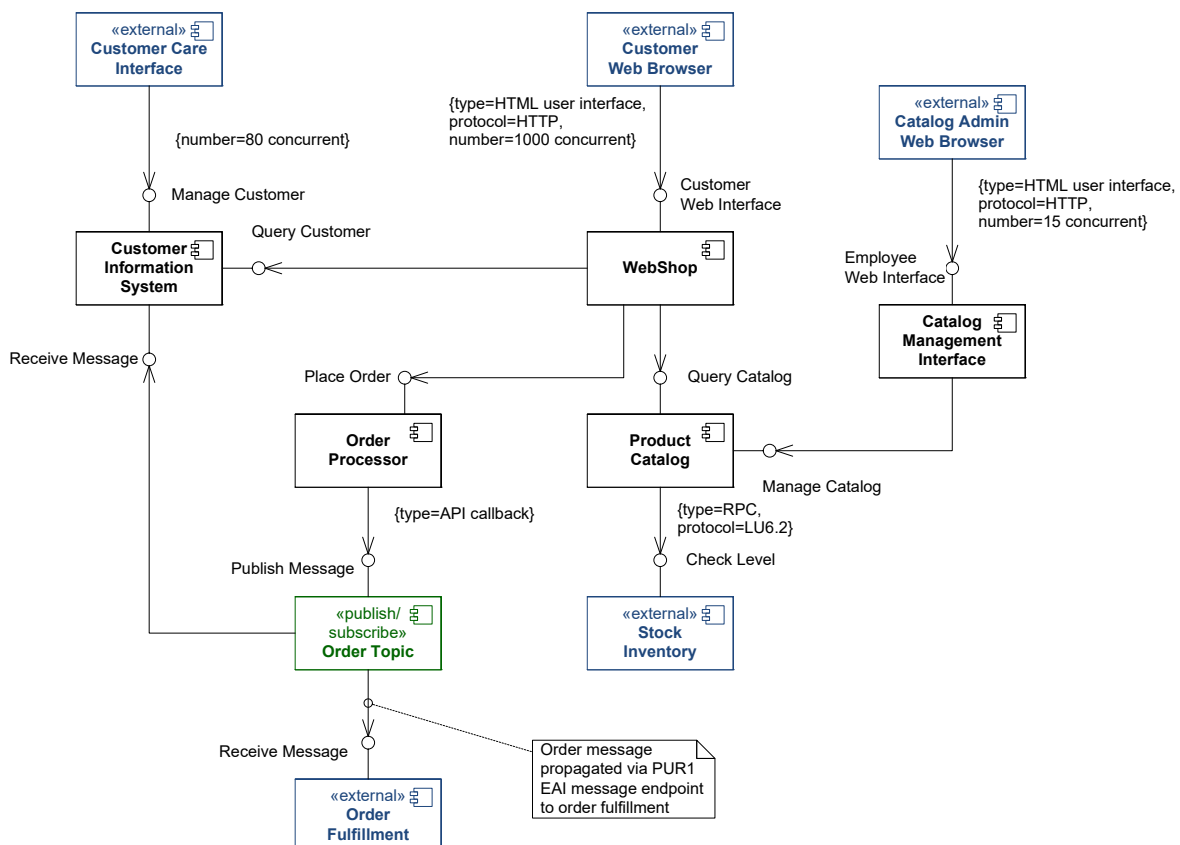 «external»
Customer Care
Interface
«external»
Customer
Web Browser
{type=HTML user interface,
protocol=HTTP,
number=1000 concurrent}
«external»
Catalog Admin
Web Browser
{number=80 concurrent}
Manage Customer
Customer
Web Interface
{type=HTML user interface,
protocol=HTTP,
number=15 concurrent}
Query Customer
Customer
Information
System
WebShop
Employee
Web Interface
Catalog
Management
Interface
Receive Message
Place Order
Query Catalog
Order
Processor
Product
Catalog
Manage Catalog
{type=API callback}
{type=RPC,
protocol=LU6.2}
Publish Message
Check Level
«publish/
subscribe»
Order Topic
«external»
Stock
Inventory
Receive Message
Order message
propagated via PUR1
EAI message endpoint
to order fulfillment
«external»
Order
Fulfillment